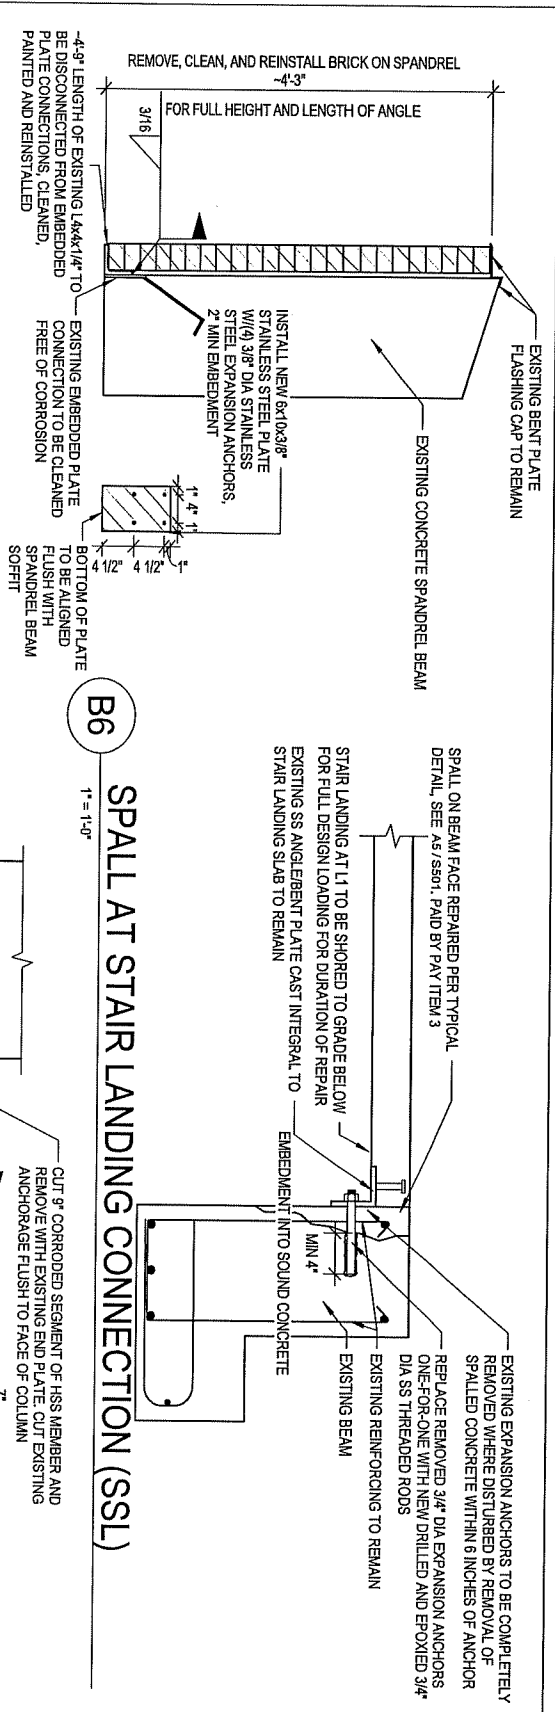 REMOVE, CLEAN, AND REINSTALL BRICK ON SPANDREL
~4'-3"
FOR FULL HEIGHT AND LENGTH OF ANGLE
3/16
EXISTING BENT PLATE
FLASHING CAP TO REMAIN
EXISTING CONCRETE SPANDREL BEAM
INSTALL NEW 6x10x3/8"
STAINLESS STEEL PLATE
W/(4) 3/8" DIA STAINLESS
STEEL EXPANSION ANCHORS,
2" MIN EMBEDMENT
~4'-9" LENGTH OF EXISTING L4x4x1/4" TO
BE DISCONNECTED FROM EMBEDDED
PLATE CONNECTIONS, CLEANED,
PAINTED AND REINSTALLED
EXISTING EMBEDDED PLATE
CONNECTION TO BE CLEANED
FREE OF CORROSION
1" 4" 1"
1"
4 1/2"
4 1/2"
BOTTOM OF PLATE
TO BE ALIGNED
FLUSH WITH
SPANDREL BEAM
SOFFIT
SPALL ON BEAM FACE REPAIRED PER TYPICAL
DETAIL, SEE A5 / S501. PAID BY PAY ITEM 3
STAIR LANDING AT L1 TO BE SHORED TO GRADE BELOW
FOR FULL DESIGN LOADING FOR DURATION OF REPAIR
EXISTING SS ANGLE/BENT PLATE CAST INTEGRAL TO
STAIR LANDING SLAB TO REMAIN
EXISTING EXPANSION ANCHORS TO BE COMPLETELY
REMOVED WHERE DISTURBED BY REMOVAL OF
SPALLED CONCRETE WITHIN 6 INCHES OF ANCHOR
REPLACE REMOVED 3/4" DIA EXPANSION ANCHORS
ONE-FOR-ONE WITH NEW DRILLED AND EPOXIED 3/4"
DIA SS THREADED RODS
EXISTING REINFORCING TO REMAIN
EXISTING BEAM
MIN 4"
EMBEDMENT INTO SOUND CONCRETE
B6
SPALL AT STAIR LANDING CONNECTION (SSL)
1" = 1'-0"
CUT 9" CORRODED SEGMENT OF HSS MEMBER AND
REMOVE WITH EXISTING END PLATE. CUT EXISTING
ANCHORAGE FLUSH TO FACE OF COLUMN
7"